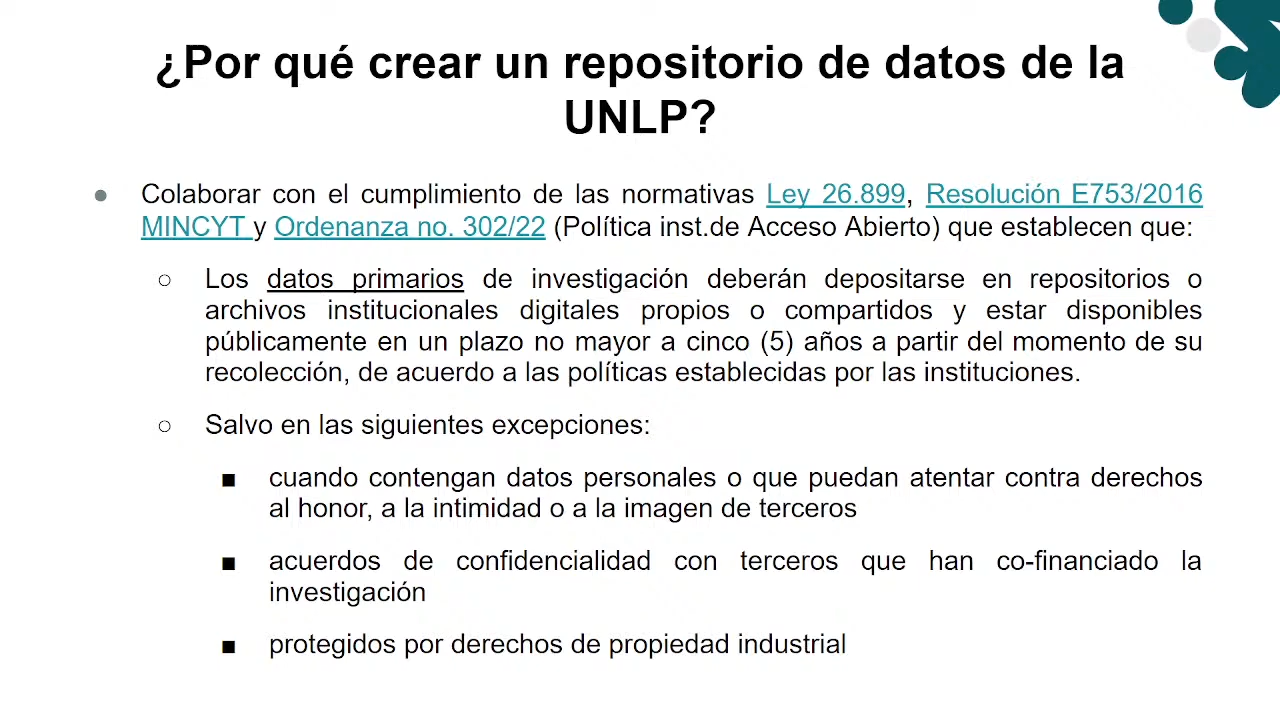 ¿Por qué crear un repositorio de datos de la
UNLP?
● Colaborar con el cumplimiento de las normativas Ley 26.899, Resolución E753/2016
MINCYT y Ordenanza no. 302/22 (Política inst.de Acceso Abierto) que establecen que:
○ Los datos primarios de investigación deberán depositarse en repositorios o
archivos institucionales digitales propios o compartidos y estar disponibles
públicamente en un plazo no mayor a cinco (5) años a partir del momento de su
recolección, de acuerdo a las políticas establecidas por las instituciones.
○ Salvo en las siguientes excepciones:
■ cuando contengan datos personales o que puedan atentar contra derechos
al honor, a la intimidad o a la imagen de terceros
■ acuerdos de confidencialidad con terceros que han co-financiado la
investigación
■ protegidos por derechos de propiedad industrial